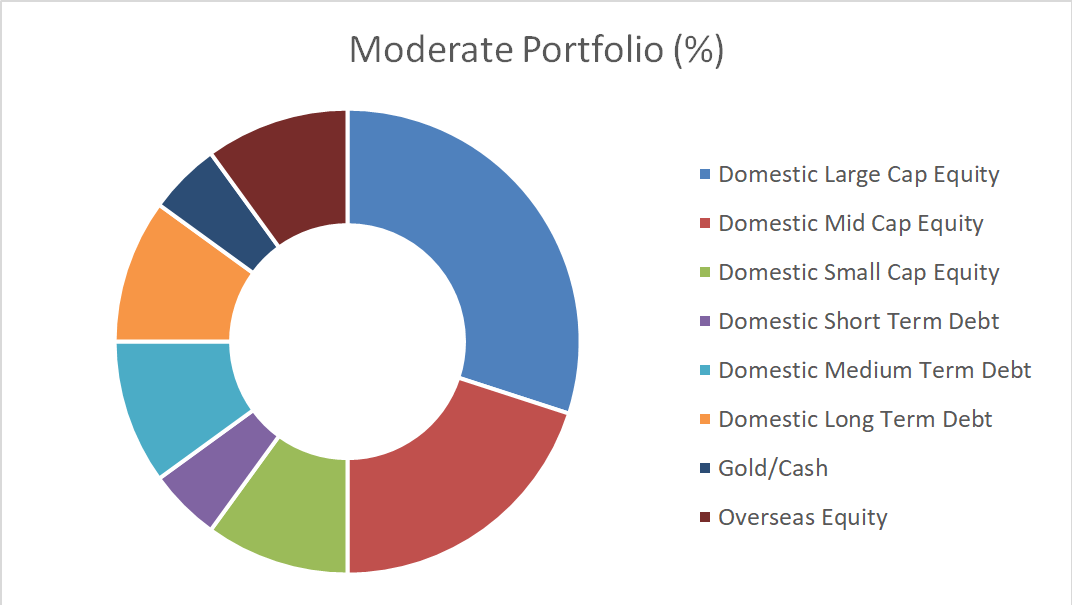 Moderate Portfolio (%)
Domestic Large Cap Equity
Domestic Mid Cap Equity
Domestic Small Cap Equity
Domestic Short Term Debt
Domestic Medium Term Debt
Domestic Long Term Debt
Gold/Cash
Overseas Equity